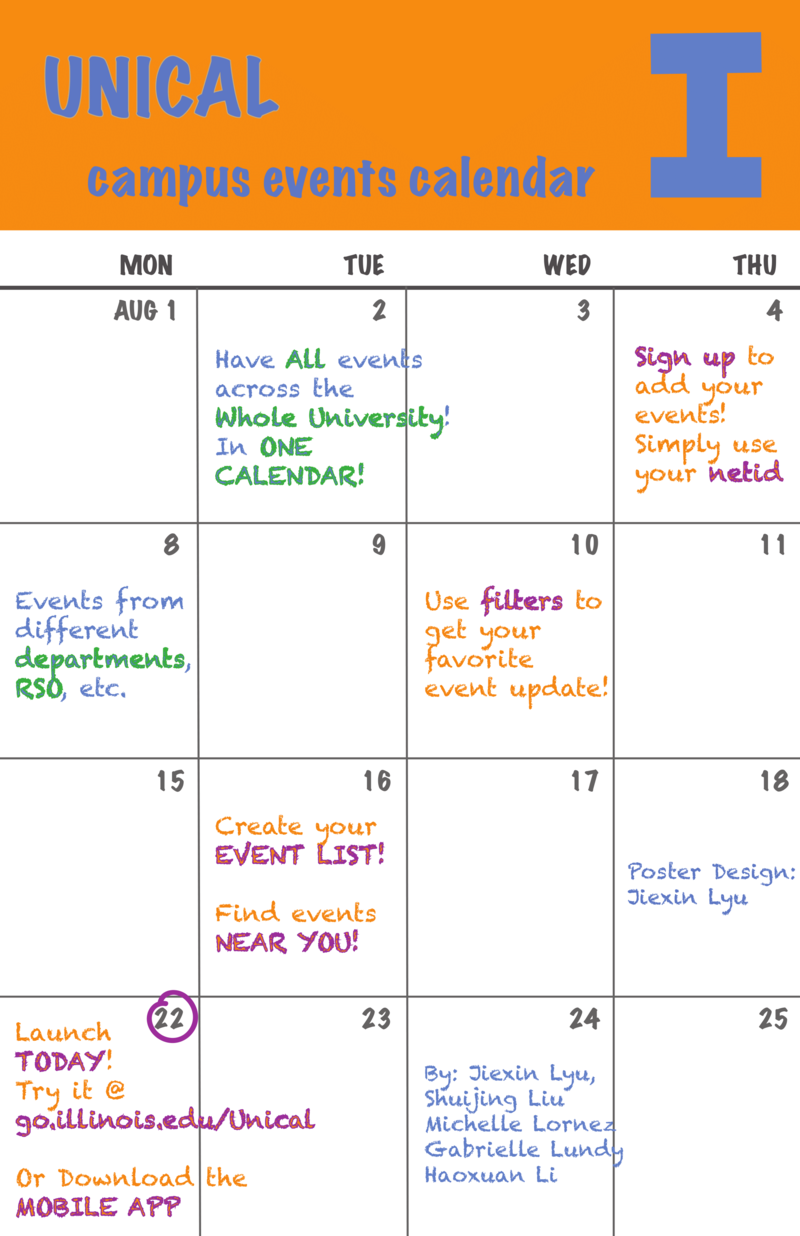 UNICAL
campus events calendar
I
MON TUE WED THU
AUG 1 2 3 4
Have ALL events
across the
Whole University!
In ONE
CALENDAR!
Sign up to
add your
events!
Simply use
your netid
8 9 10 11
Events from
different
departments,
RSO, etc.
Use filters to
get your
favorite
event update!
15 16 17 18
Create your
EVENT LIST!
Find events
NEAR YOU!
Poster Design:
Jiexin Lyu
22 23 24 25
Launch
TODAY!
Try it @
go.illinois.edu/Unical
Or Download the
MOBILE APP
By: Jiexin Lyu,
Shuijing Liu
Michelle Lornez
Gabrielle Lundy
Haoxuan Li